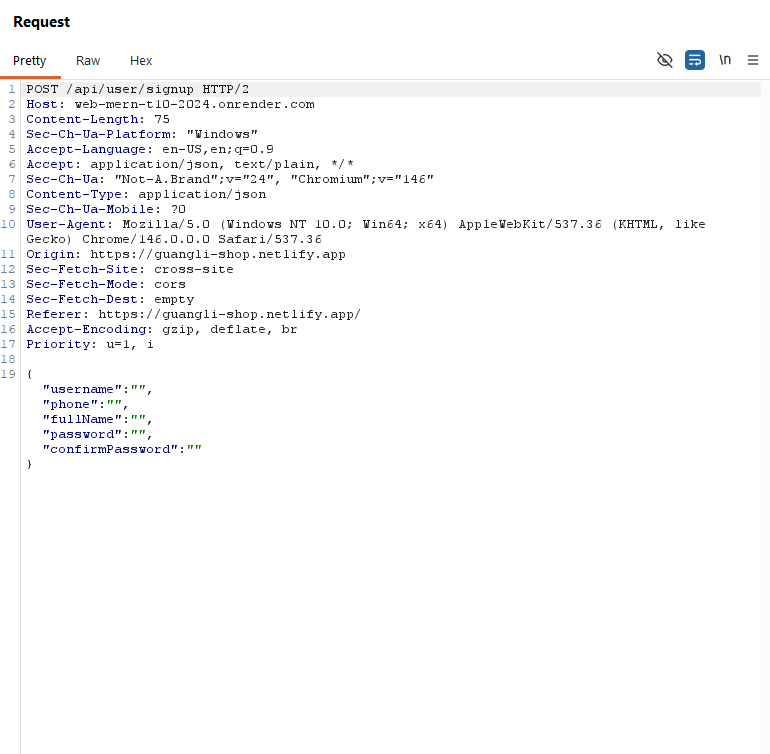 Request
Pretty Raw Hex \n
1 POST /api/user/signup HTTP/2
2 Host: web-mern-t10-2024.onrender.com
3 Content-Length: 75
4 Sec-Ch-Ua-Platform: "Windows"
5 Accept-Language: en-US,en;q=0.9
6 Accept: application/json, text/plain, */*
7 Sec-Ch-Ua: "Not-A.Brand";v="24", "Chromium";v="146"
8 Content-Type: application/json
9 Sec-Ch-Ua-Mobile: ?0
10 User-Agent: Mozilla/5.0 (Windows NT 10.0; Win64; x64) AppleWebKit/537.36 (KHTML, like
Gecko) Chrome/146.0.0.0 Safari/537.36
11 Origin: https://guangli-shop.netlify.app
12 Sec-Fetch-Site: cross-site
13 Sec-Fetch-Mode: cors
14 Sec-Fetch-Dest: empty
15 Referer: https://guangli-shop.netlify.app/
16 Accept-Encoding: gzip, deflate, br
17 Priority: u=1, i
18
19 {
"username":"",
"phone":"",
"fullName":"",
"password":"",
"confirmPassword":""
}